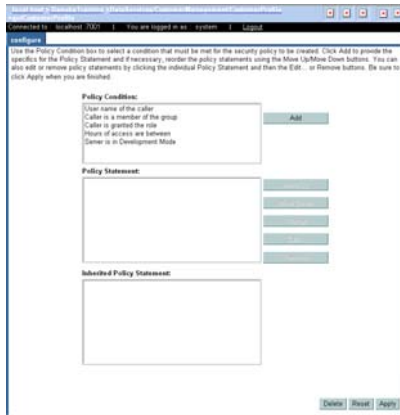 Connected to localhost :7001 | You are logged in as : system | Logout
configure
Use the Policy Condition box to select a condition that must be met for the security policy to be created. Click Add to provide the
specifics for the Policy Statement and if necessary, reorder the policy statements using the Move Up/Move Down buttons. You can
also edit or remove policy statements by clicking the individual Policy Statement and then the Edit... or Remove buttons. Be sure to
click Apply when you are finished.
Policy Condition:
User name of the caller
Caller is a member of the group
Caller is granted the role
Hours of access are between
Server is in Development Mode
Add
Policy Statement:
Inherited Policy Statement:
Delete Reset Apply